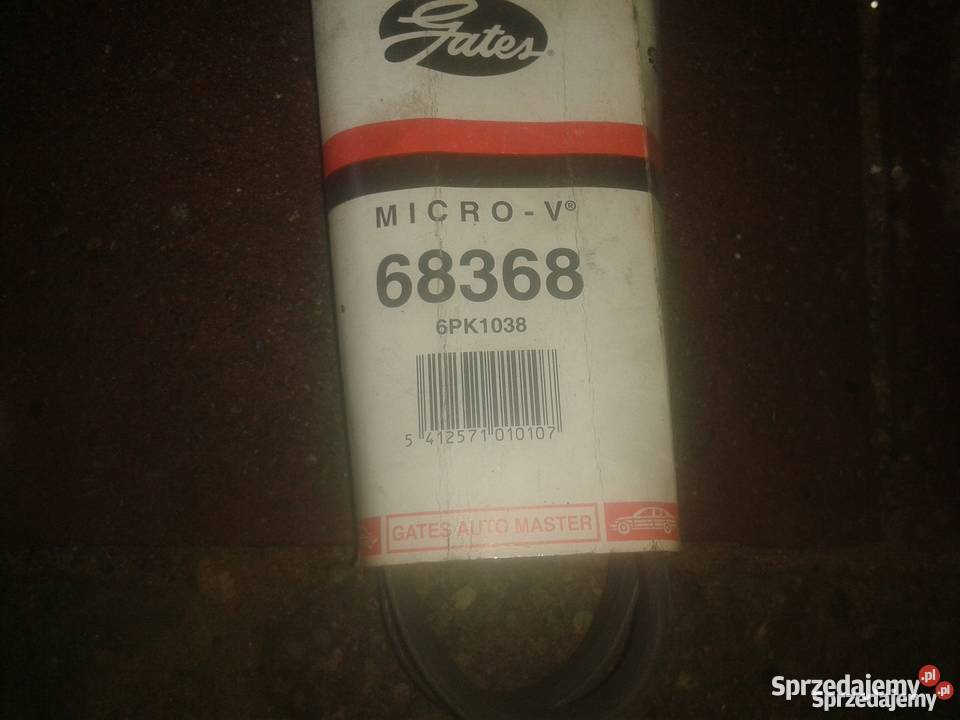 Gates®
MICRO-V®
68368
6PK1038
5 412571 010107
GATES AUTO MASTER
Sprzedajemy.pl
Sprzedajemy.pl